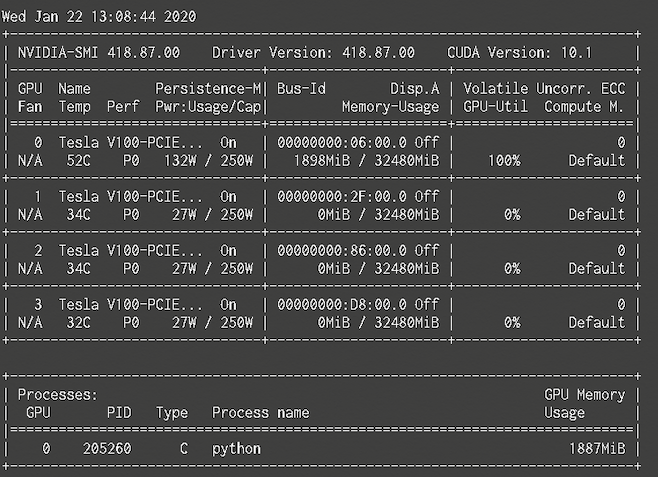 Wed Jan 22 13:08:44 2020
+-----------------------------------------------------------------------------+
| NVIDIA-SMI 418.87.00    Driver Version: 418.87.00    CUDA Version: 10.1     |
|-------------------------------+----------------------+----------------------+
| GPU  Name        Persistence-M| Bus-Id        Disp.A | Volatile Uncorr. ECC |
| Fan  Temp  Perf  Pwr:Usage/Cap|         Memory-Usage | GPU-Util  Compute M. |
|===============================+======================+======================|
|   0  Tesla V100-PCIE...  On   | 00000000:06:00.0 Off |                    0 |
| N/A   52C    P0   132W / 250W |   1898MiB / 32480MiB |    100%      Default |
+-------------------------------+----------------------+----------------------+
|   1  Tesla V100-PCIE...  On   | 00000000:2F:00.0 Off |                    0 |
| N/A   34C    P0    27W / 250W |      0MiB / 32480MiB |      0%      Default |
+-------------------------------+----------------------+----------------------+
|   2  Tesla V100-PCIE...  On   | 00000000:86:00.0 Off |                    0 |
| N/A   34C    P0    27W / 250W |      0MiB / 32480MiB |      0%      Default |
+-------------------------------+----------------------+----------------------+
|   3  Tesla V100-PCIE...  On   | 00000000:D8:00.0 Off |                    0 |
| N/A   32C    P0    27W / 250W |      0MiB / 32480MiB |      0%      Default |
+-------------------------------+----------------------+----------------------+

+-----------------------------------------------------------------------------+
| Processes:                                                       GPU Memory |
|  GPU       PID   Type   Process name                             Usage      |
|=============================================================================|
|    0    205260      C   python                                      1887MiB |
+-----------------------------------------------------------------------------+